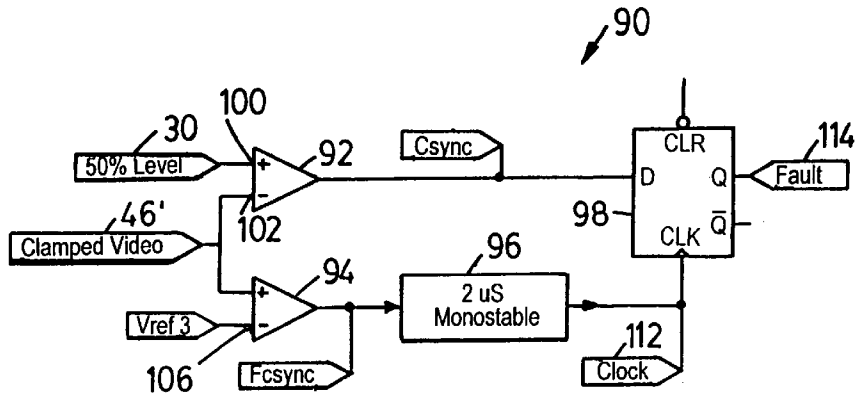 90
100
30
92
Csync
114
50% Level
+
-
CLR
D
Q
Fault
102
98
Q̅
46'
Clamped Video
94
96
CLK
+
-
2 uS
Monostable
Vref 3
106
Fcsync
112
Clock